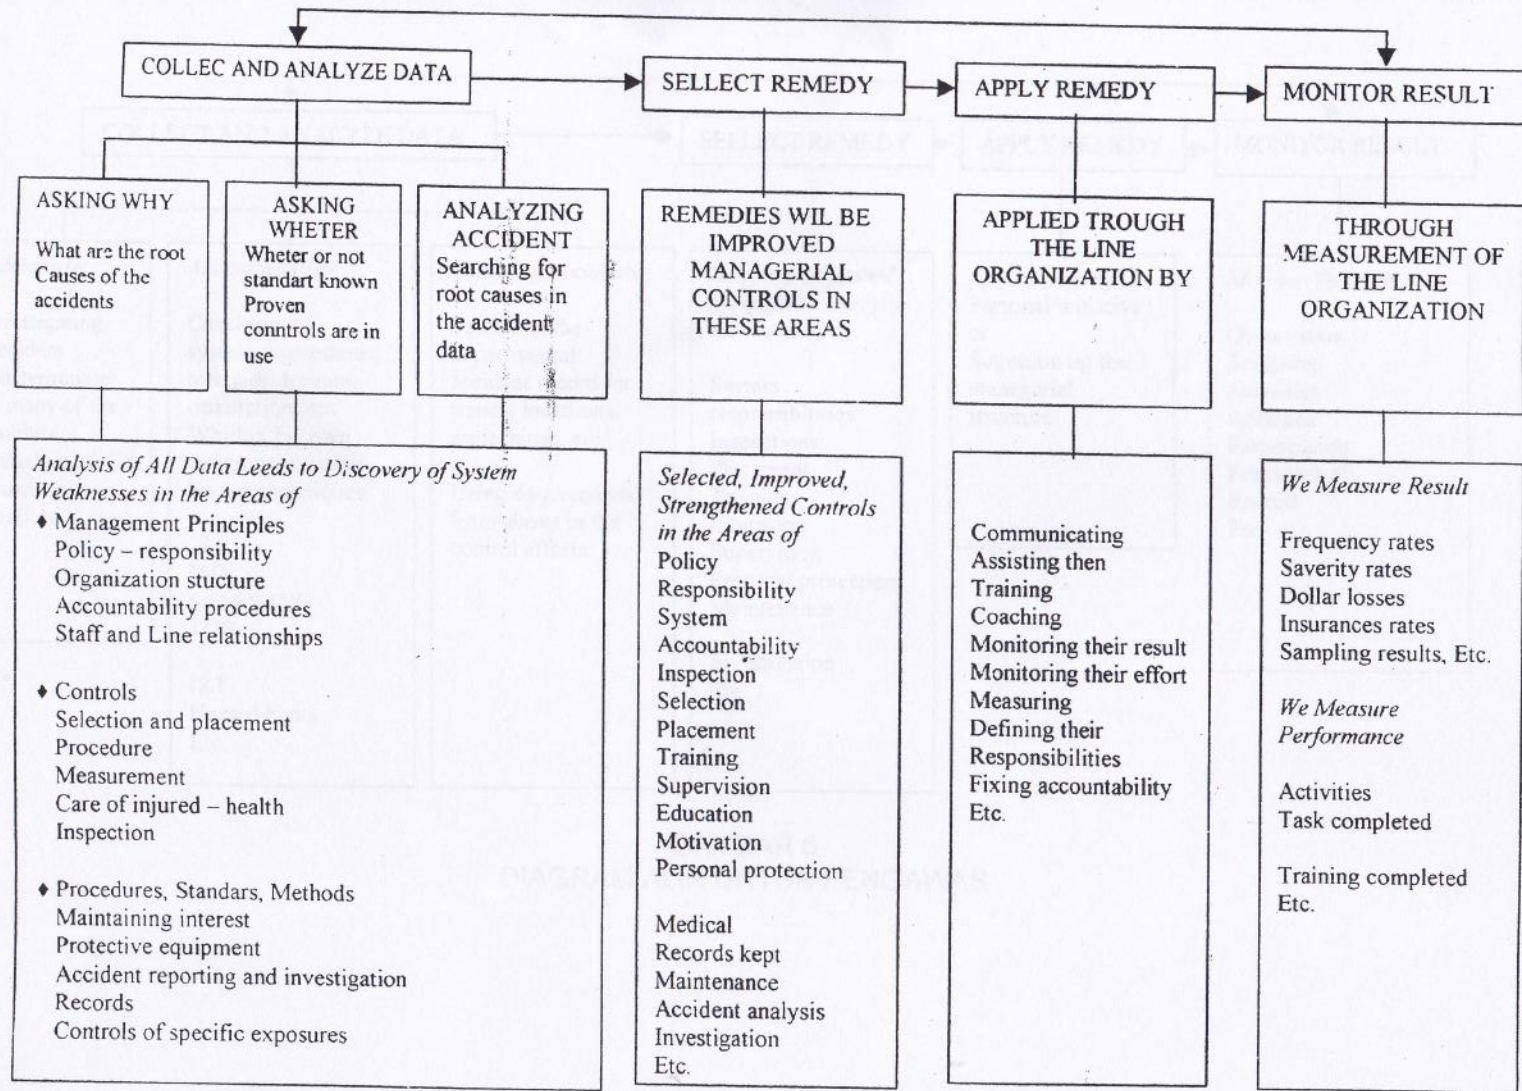 COLLEC AND ANALYZE DATA
SELLECT REMEDY
APPLY REMEDY
MONITOR RESULT
ASKING WHY
What are the root
Causes of the
accidents
ASKING
WHETER
Wheter or not
standart known
Proven
conntrols are in
use
ANALYZING
ACCIDENT
Searching for
root causes in
the accident
data
REMEDIES WIL BE
IMPROVED
MANAGERIAL
CONTROLS IN
THESE AREAS
APPLIED TROUGH
THE LINE
ORGANIZATION BY
THROUGH
MEASUREMENT OF
THE LINE
ORGANIZATION
Analysis of All Data Leeds to Discovery of System
Weaknesses in the Areas of
♦ Management Principles
Policy – responsibility
Organization stucture
Accountability procedures
Staff and Line relationships
♦ Controls
Selection and placement
Procedure
Measurement
Care of injured – health
Inspection
♦ Procedures, Standars, Methods
Maintaining interest
Protective equipment
Accident reporting and investigation
Records
Controls of specific exposures
Selected, Improved,
Strengthened Controls
in the Areas of
Policy
Responsibility
System
Accountability
Inspection
Selection
Placement
Training
Supervision
Education
Motivation
Personal protection
Medical
Records kept
Maintenance
Accident analysis
Investigation
Etc.
Communicating
Assisting then
Training
Coaching
Monitoring their result
Monitoring their effort
Measuring
Defining their
Responsibilities
Fixing accountability
Etc.
We Measure Result
Frequency rates
Saverity rates
Dollar losses
Insurances rates
Sampling results, Etc.
We Measure
Performance
Activities
Task completed
Training completed
Etc.